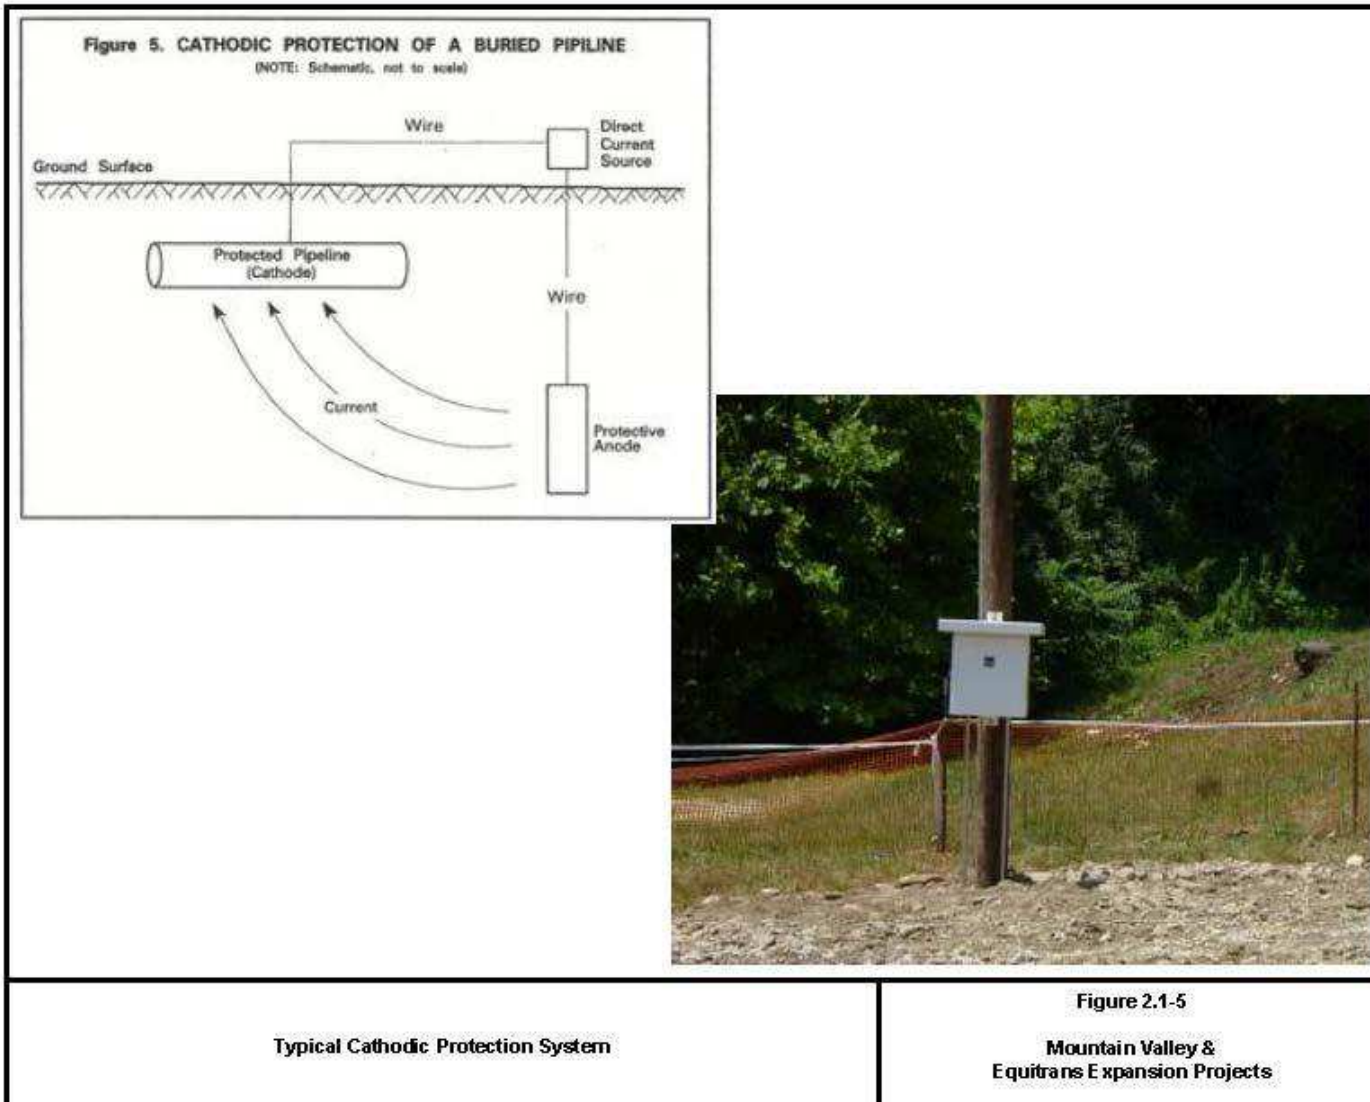 Figure 5. CATHODIC PROTECTION OF A BURIED PIPILINE
(NOTE: Schematic, not to scale)
Wire
Direct
Current
Source
Ground Surface
Protected Pipeline
(Cathode)
Wire
Current
Protective
Anode
Typical Cathodic Protection System
Figure 2.1-5
Mountain Valley &
Equitrans Expansion Projects